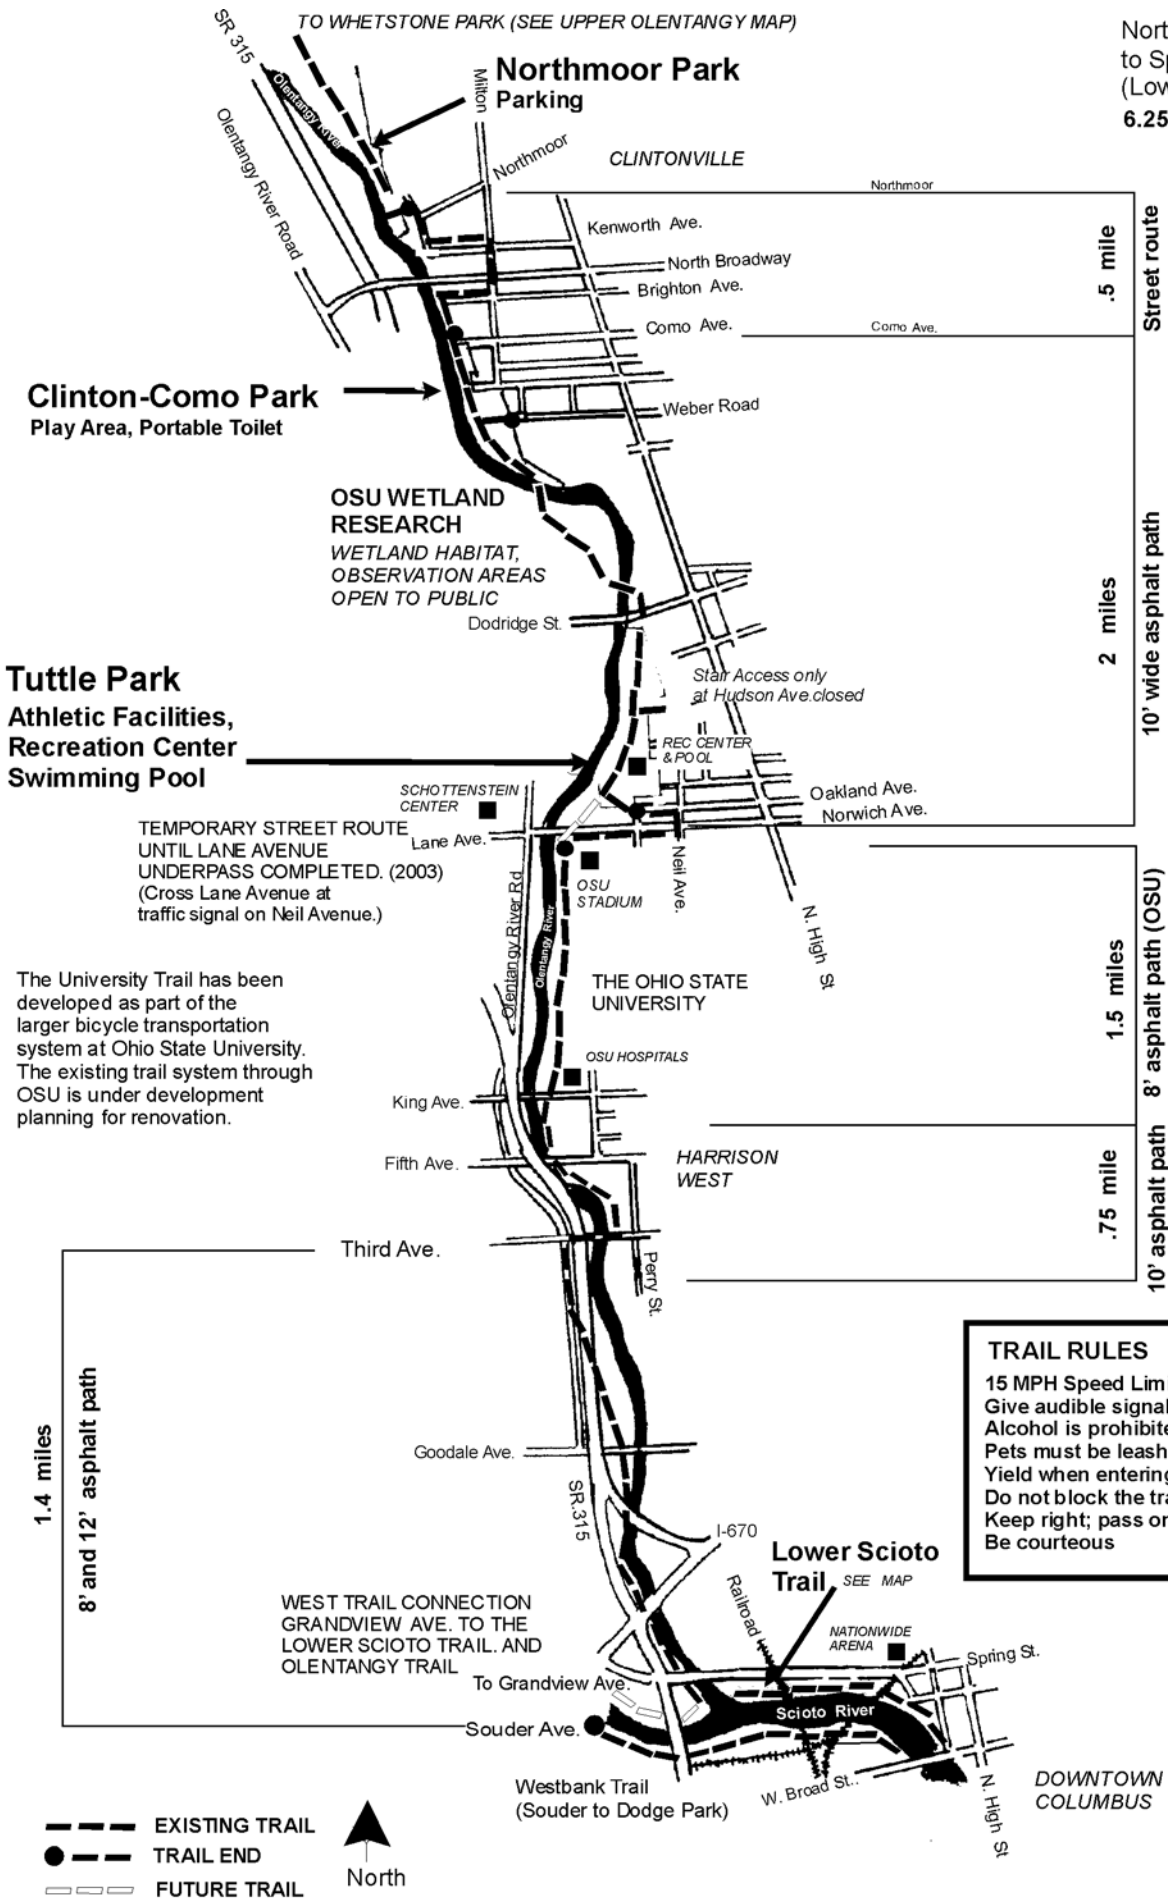 TO WHETSTONE PARK (SEE UPPER OLENTANGY MAP)
SR 315
Olentangy River
Northmoor Park
Parking
Milton
Northmoor
CLINTONVILLE
Northmoor
Olentangy River Road
Kenworth Ave.
North Broadway
Brighton Ave.
Como Ave.
Como Ave.
.5 mile
Street route
Clinton-Como Park
Play Area, Portable Toilet
Weber Road
OSU WETLAND
RESEARCH
WETLAND HABITAT,
OBSERVATION AREAS
OPEN TO PUBLIC
Dodridge St.
2 miles
10' wide asphalt path
Tuttle Park
Athletic Facilities,
Recreation Center
Swimming Pool
Stair Access only
at Hudson Ave.closed
REC CENTER
& POOL
SCHOTTENSTEIN
CENTER
Oakland Ave.
Norwich Ave.
Lane Ave.
TEMPORARY STREET ROUTE
UNTIL LANE AVENUE
UNDERPASS COMPLETED. (2003)
(Cross Lane Avenue at
traffic signal on Neil Avenue.)
OSU
STADIUM
Neil Ave.
N. High St
Olentangy River Rd
Olentangy River
The University Trail has been
developed as part of the
larger bicycle transportation
system at Ohio State University.
The existing trail system through
OSU is under development
planning for renovation.
THE OHIO STATE
UNIVERSITY
1.5 miles
8' asphalt path (OSU)
OSU HOSPITALS
King Ave.
Fifth Ave.
HARRISON
WEST
.75 mile
10' asphalt path
Third Ave.
Perry St.
1.4 miles
8' and 12' asphalt path
Goodale Ave.
SR.315
I-670
TRAIL RULES
15 MPH Speed Lim
Give audible signal
Alcohol is prohibite
Pets must be leash
Yield when entering
Do not block the tra
Keep right; pass on
Be courteous
Lower Scioto
Trail SEE MAP
Railroad
NATIONWIDE
ARENA
Spring St.
WEST TRAIL CONNECTION
GRANDVIEW AVE. TO THE
LOWER SCIOTO TRAIL. AND
OLENTANGY TRAIL
To Grandview Ave.
Scioto River
Souder Ave.
Westbank Trail
(Souder to Dodge Park)
W. Broad St..
N. High St
DOWNTOWN
COLUMBUS
EXISTING TRAIL
TRAIL END
FUTURE TRAIL
North
Nort
to Sp
(Low
6.25